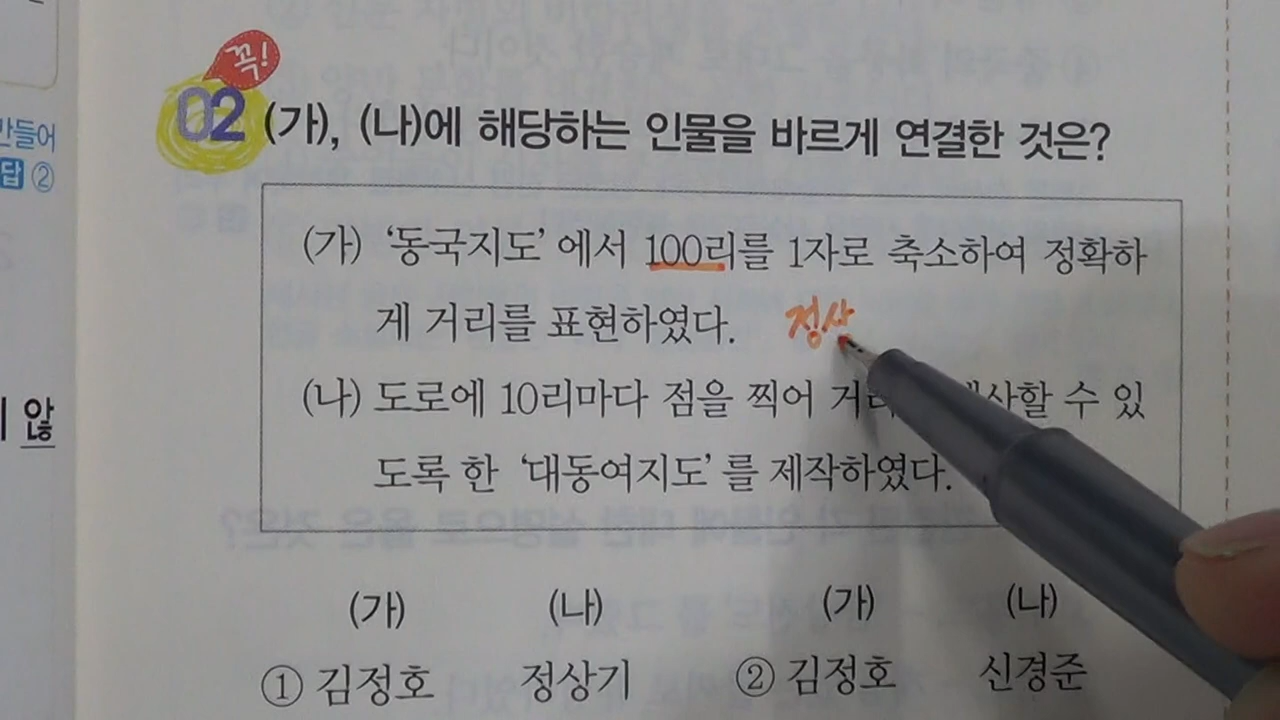 만들어
답 ②
않
꼭!
02 (가), (나)에 해당하는 인물을 바르게 연결한 것은?
(가) ‘동국지도’에서 100리를 1자로 축소하여 정확하
게 거리를 표현하였다. 정상
(나) 도로에 10리마다 점을 찍어 수 있
도록 한 ‘대동여지도’를 제작하였다.
(가) (나) (가) (나)
① 김정호 정상기 ② 김정호 신경준